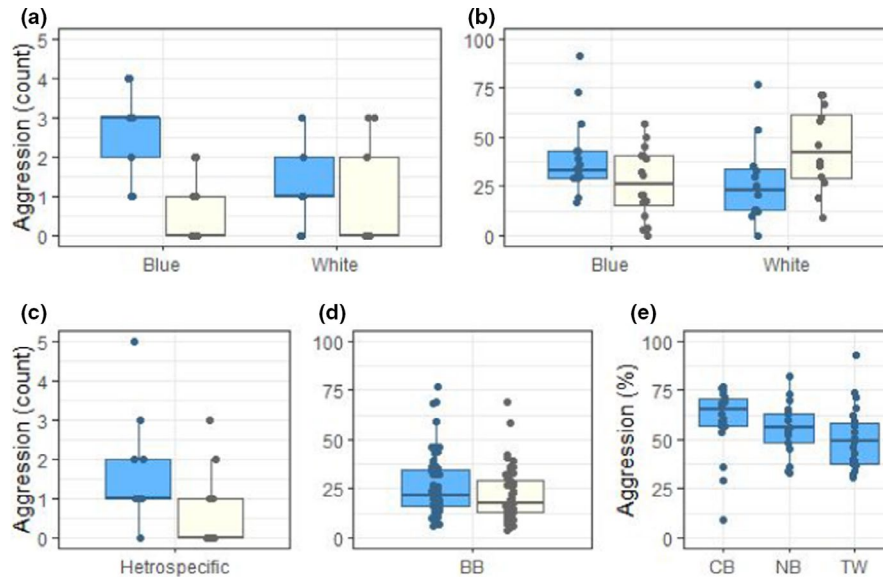 (a)
5
4
3
2
1
0
Aggression (count)
Blue White
(b)
100
75
50
25
0
Blue White
(c)
5
4
3
2
1
0
Aggression (count)
Hetrospecific
(d)
100
75
50
25
0
BB
(e)
100
75
50
25
0
Aggression (%)
CB NB TW